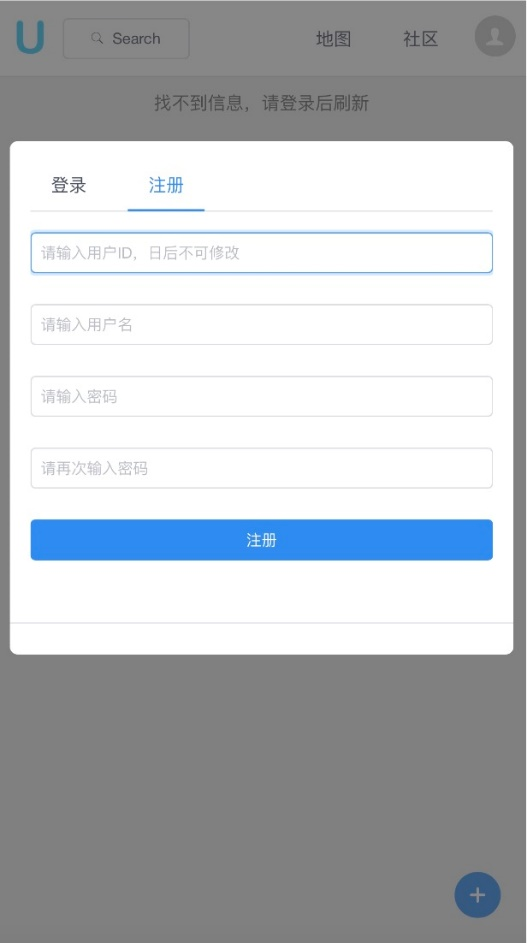 U
Search
地图
社区
找不到信息，请登录后刷新
登录
注册
请输入用户ID，日后不可修改
请输入用户名
请输入密码
请再次输入密码
注册
+